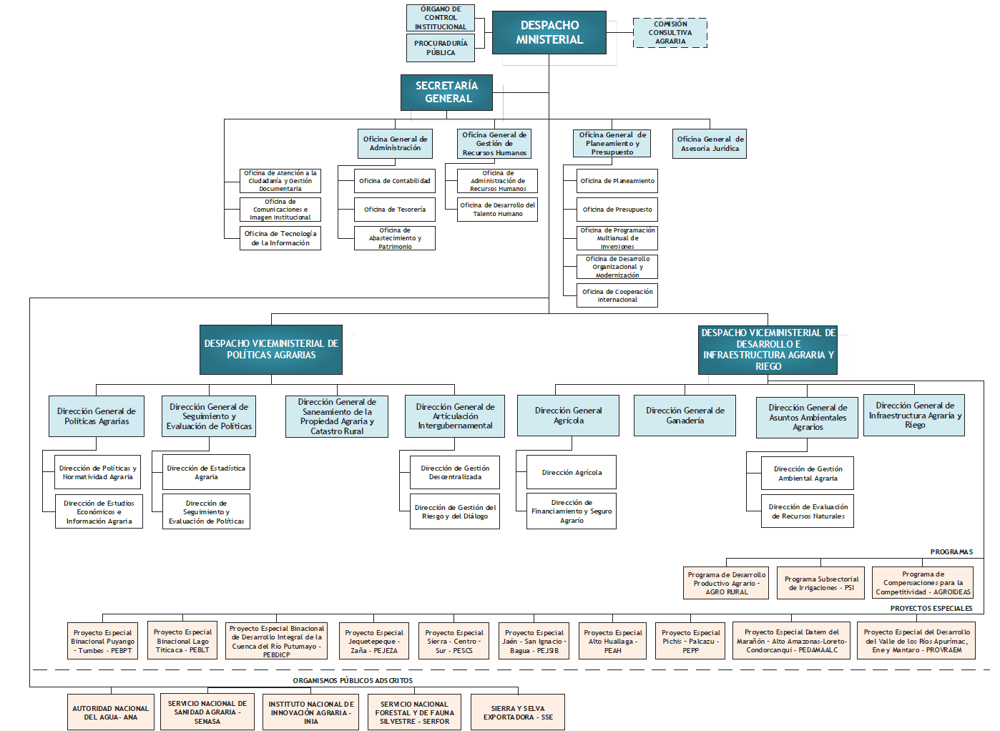 ÓRGANO DE
CONTROL
INSTITUCIONAL
PROCURADURÍA
PÚBLICA
DESPACHO
MINISTERIAL
COMISIÓN
CONSULTIVA
AGRARIA
SECRETARÍA
GENERAL
Oficina General de
Administración
Oficina General de
Gestión de
Recursos Humanos
Oficina General de
Planeamiento y
Presupuesto
Oficina General de
Asesoría Jurídica
Oficina de Atención a la
Ciudadanía y Gestión
Documentaria
Oficina de
Comunicaciones e
Imagen Institucional
Oficina de Tecnología
de la Información
Oficina de Contabilidad
Oficina de Tesorería
Oficina de
Abastecimiento y
Patrimonio
Oficina de
Administración de
Recursos Humanos
Oficina de Desarrollo del
Talento Humano
Oficina de Planeamiento
Oficina de Presupuesto
Oficina de Programación
Multianual de
Inversiones
Oficina de Desarrollo
Organizacional y
Modernización
Oficina de Cooperación
Internacional
DESPACHO VICEMINISTERIAL DE
POLÍTICAS AGRARIAS
DESPACHO VICEMINISTERIAL DE
DESARROLLO E
INFRAESTRUCTURA AGRARIA Y
RIEGO
Dirección General de
Políticas Agrarias
Dirección General de
Seguimiento y
Evaluación de Políticas
Dirección General de
Saneamiento de la
Propiedad Agraria y
Catastro Rural
Dirección General de
Articulación
Intergubernamental
Dirección General
Agrícola
Dirección General de
Ganadería
Dirección General de
Asuntos Ambientales
Agrarios
Dirección General de
Infraestructura Agraria y
Riego
Dirección de Políticas y
Normatividad Agraria
Dirección de Estudios
Económicos e
Información Agraria
Dirección de Estadística
Agraria
Dirección de
Seguimiento y
Evaluación de Políticas
Dirección de Gestión
Descentralizada
Dirección de Gestión del
Riesgo y del Diálogo
Dirección Agrícola
Dirección de
Financiamiento y Seguro
Agrarío
Dirección de Gestión
Ambiental Agraria
Dirección de Evaluación
de Recursos Naturales
PROGRAMAS
Programa de Desarrollo
Productivo Agrario -
AGRO RURAL
Programa Subsectorial
de Irrigaciones - PSI
Programa de
Compensaciones para la
Competitividad - AGROIDEAS
PROYECTOS ESPECIALES
Proyecto Especial
Binacional Puyango
- Tumbes - PEBPT
Proyecto Especial
Binacional Lago
Titicaca - PEBLT
Proyecto Especial Binacional
de Desarrollo Integral de la
Cuenca del Río Putumayo -
PEBDICP
Proyecto Especial
Jequetepeque -
Zaña - PEJEZA
Proyecto Especial
Sierra - Centro -
Sur - PESCS
Proyecto Especial
Jaén - San Ignacio -
Bagua - PEJSIB
Proyecto Especial
Alto Huallaga -
PEAH
Proyecto Especial
Pichis - Palcazu -
PEPP
Proyecto Especial Datem del
Marañón - Alto Amazonas-Loreto-
Condorcanqui - PEDAMAALC
Proyecto Especial del Desarrollo
del Valle de los Ríos Apurímac,
Ene y Mantaro - PROVRAEM
ORGANISMOS PÚBLICOS ADSCRITOS
AUTORIDAD NACIONAL
DEL AGUA- ANA
SERVICIO NACIONAL DE
SANIDAD AGRARIA -
SENASA
INSTITUTO NACIONAL DE
INNOVACIÓN AGRARIA -
INIA
SERVICIO NACIONAL
FORESTAL Y DE FAUNA
SILVESTRE - SERFOR
SIERRA Y SELVA
EXPORTADORA - SSE